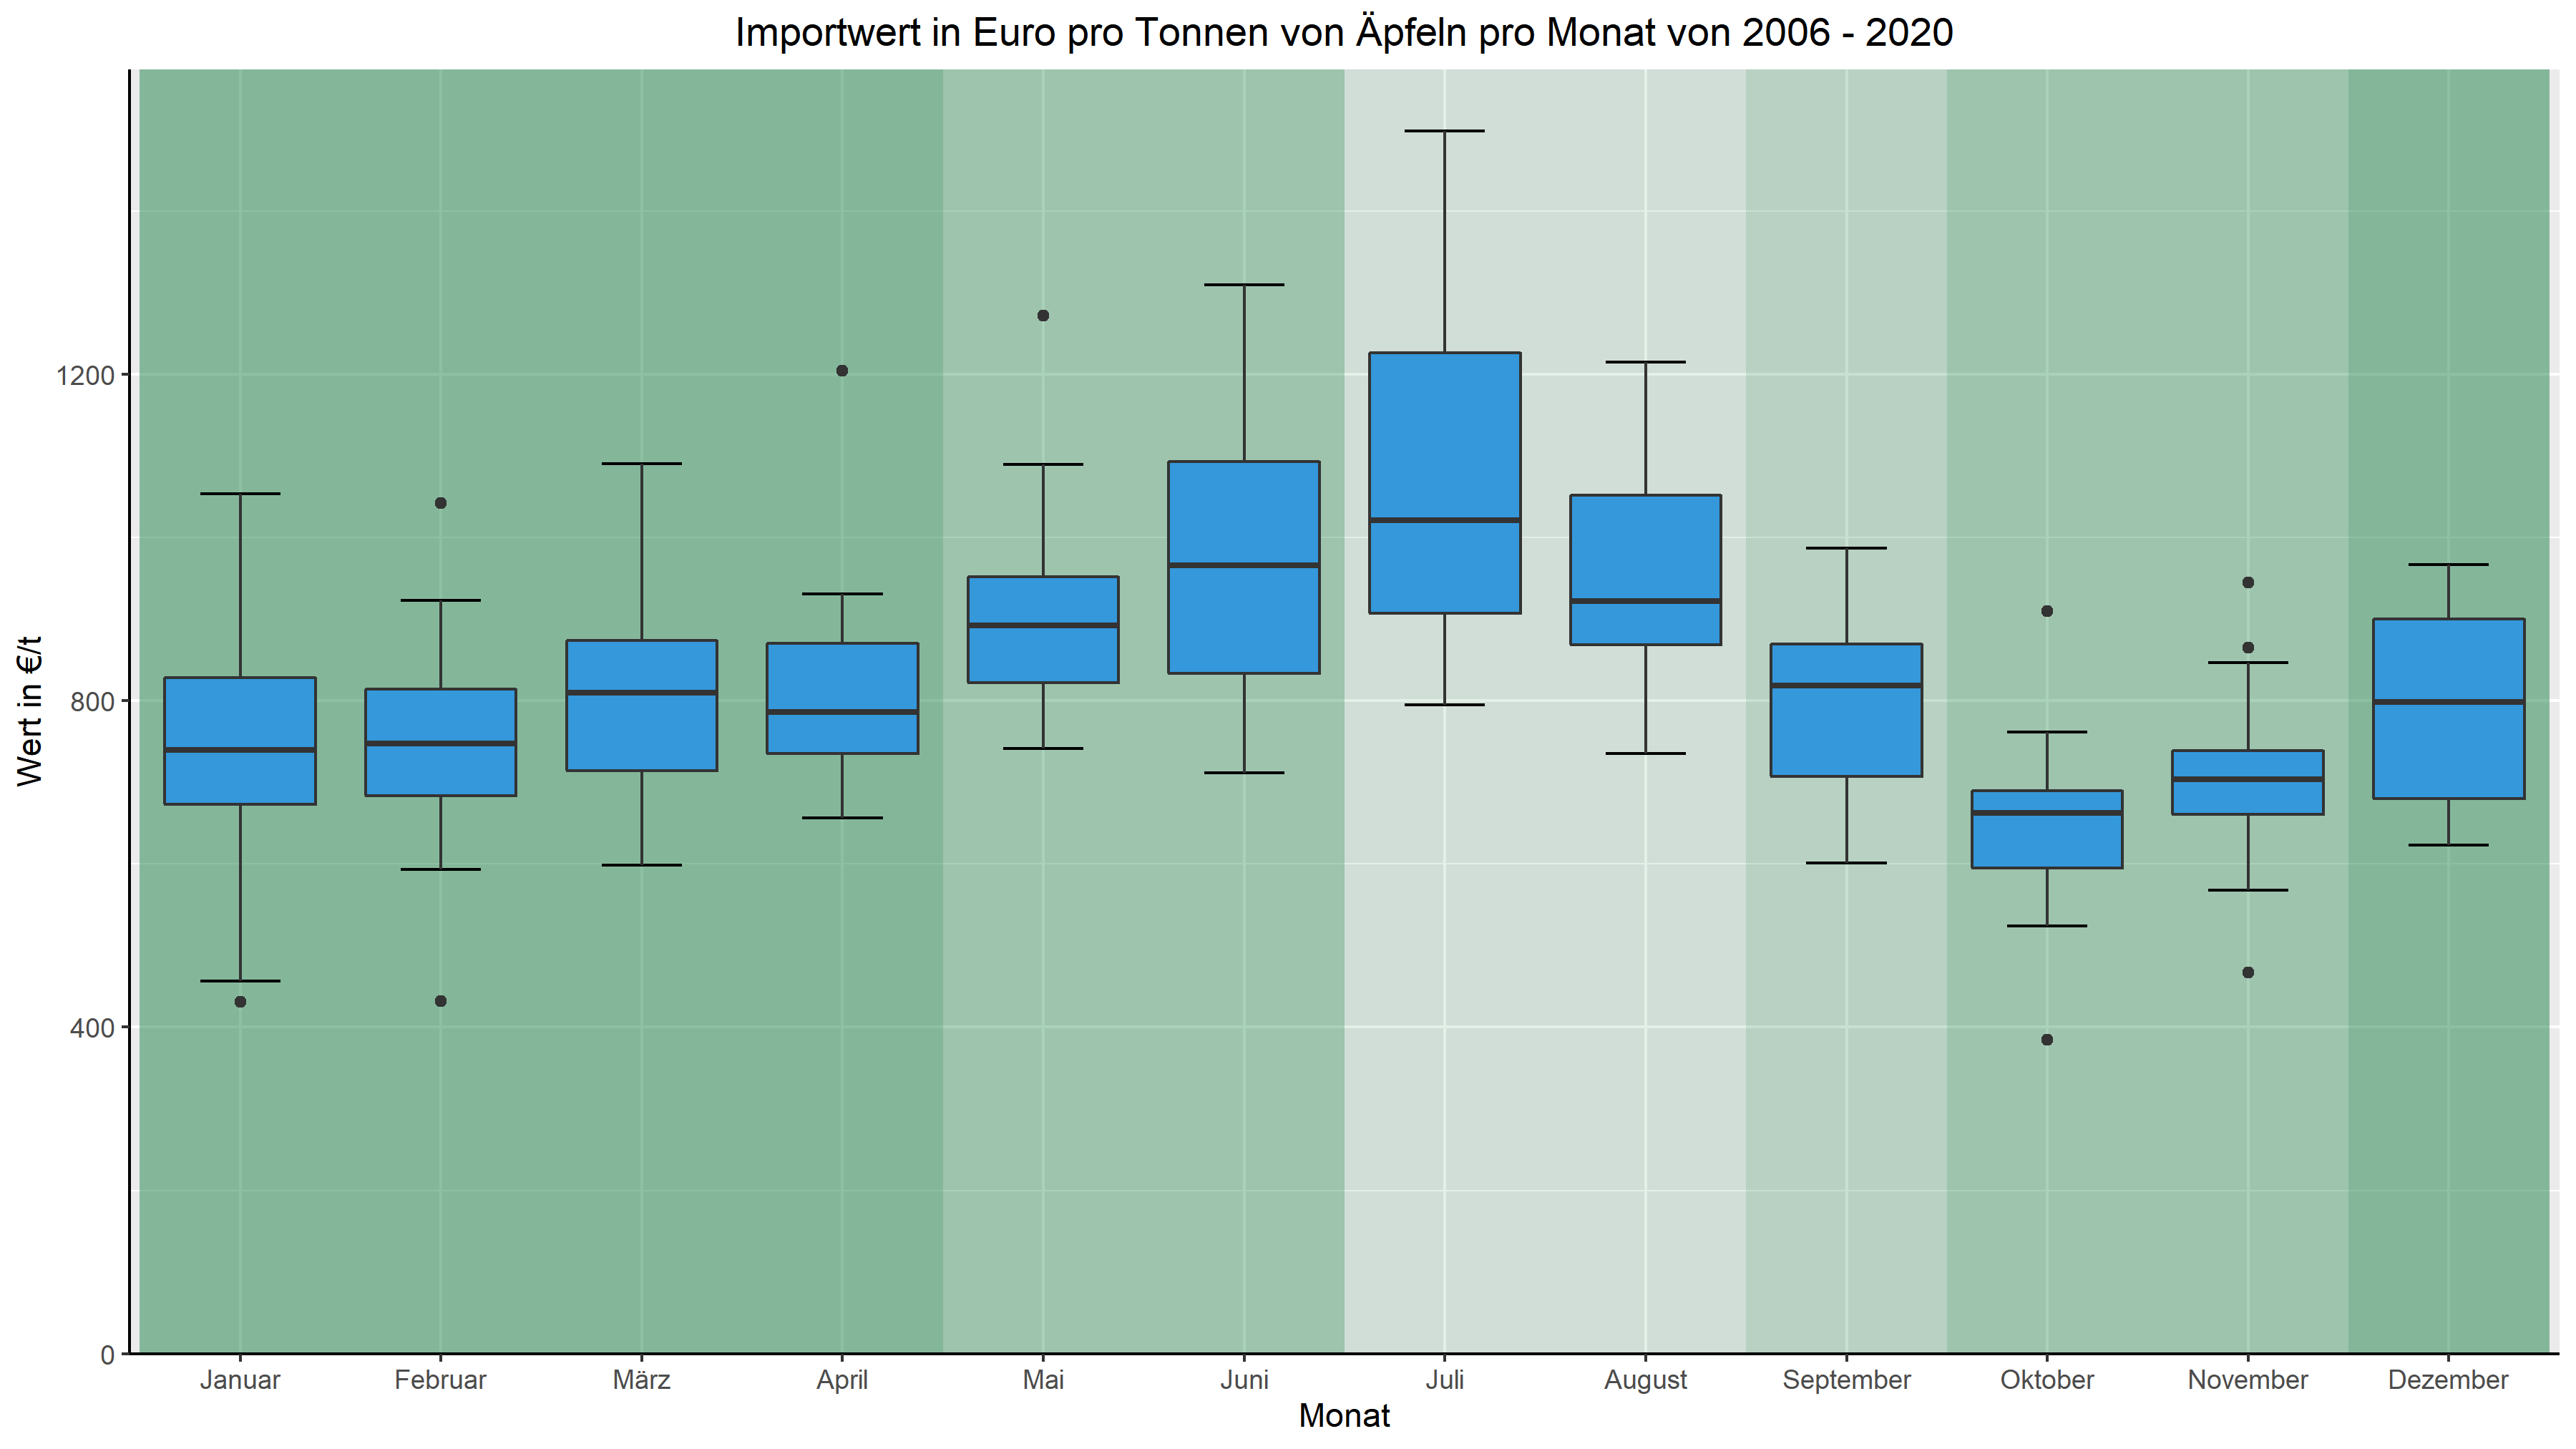 Importwert in Euro pro Tonnen von Äpfeln pro Monat von 2006 - 2020
Wert in €/t
1200
800
400
0
Januar Februar März April Mai Juni Juli August September Oktober November Dezember
Monat